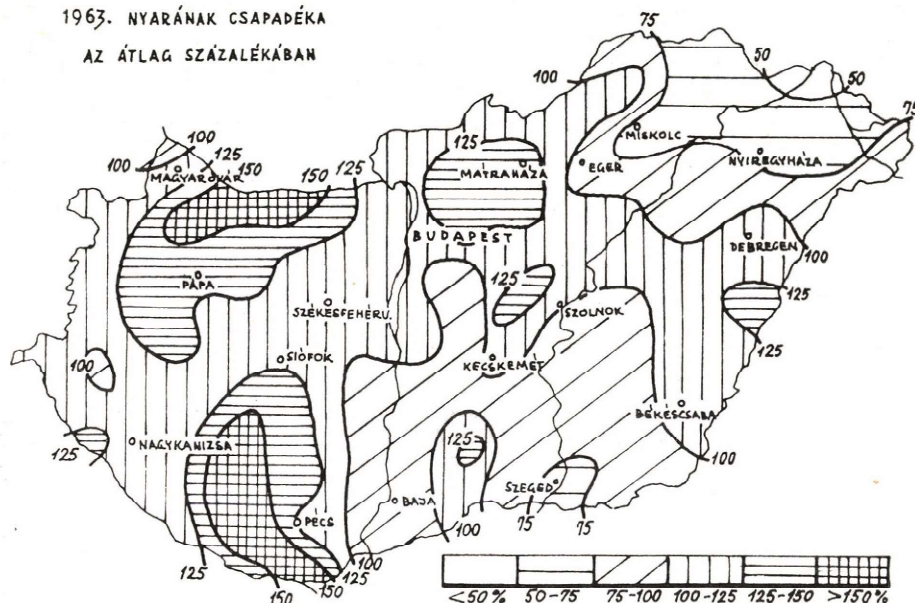 1963. NYARÁNAK CSAPADÉKA
AZ ÁTLAG SZÁZALÉKÁBAN
75
50
50
100
75
125
MISKOLC
100
100
125
150
150
125
MAGYARÓVÁR
MÁTRAHÁZA
EGER
NYIREGYHÁZA
BUDAPEST
DEBRECEN
100
PÁPA
125
125
SZÉKESFEHÉRV.
SZOLNOK
125
SIÓFOK
100
KECSKEMÉT
BÉKÉSCSABA
125
NAGYKANIZSA
125
100
SZEGED
BAJA
PÉCS
75
75
100
100
125
125
150
150
<50 %
50-75
75-100
100-125
125-150
>150 %